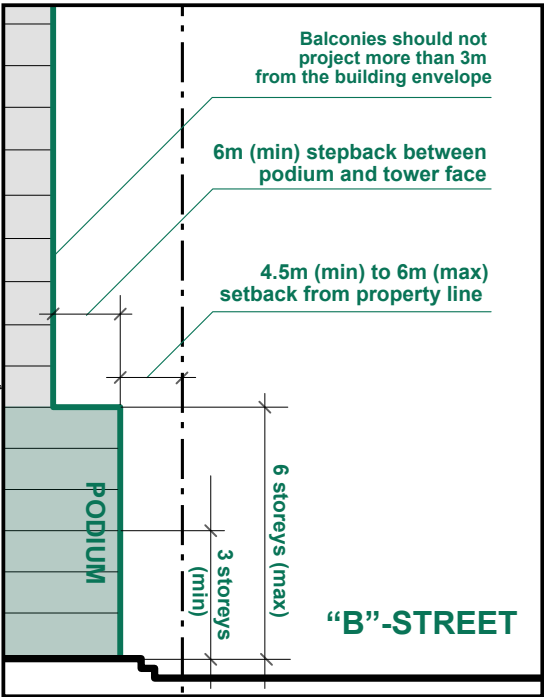 Balconies should not
project more than 3m
from the building envelope
6m (min) stepback between
podium and tower face
4.5m (min) to 6m (max)
setback from property line
PODIUM
3 storeys
(min)
6 storeys (max)
“B”-STREET